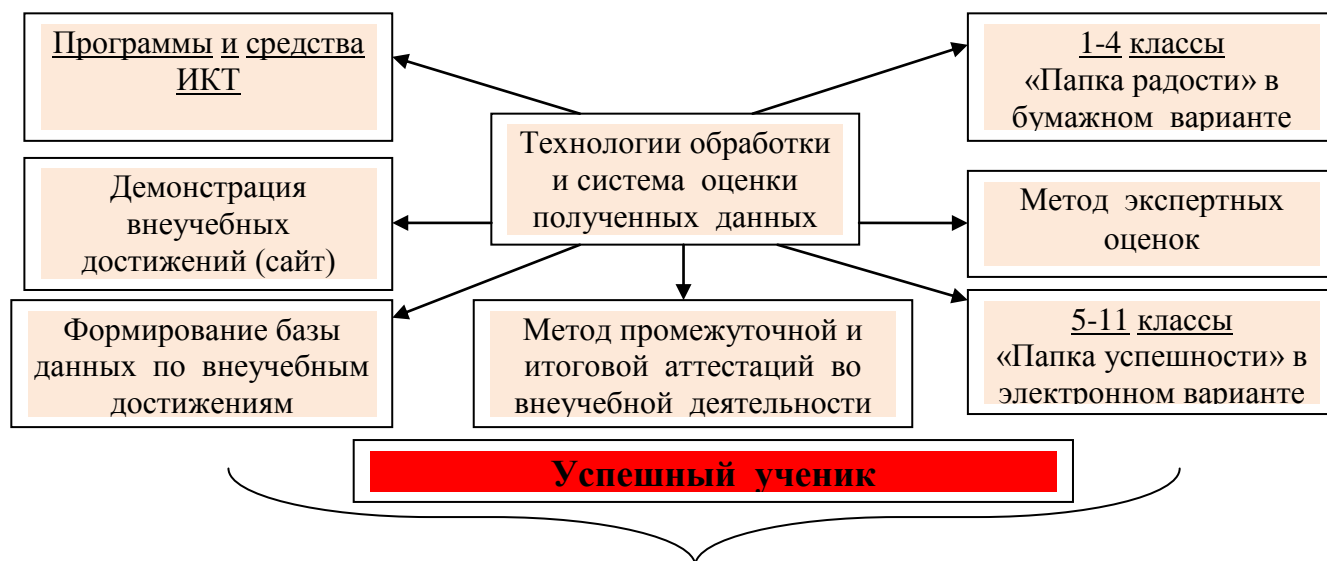 Программы и средства
ИКТ
1-4 классы
«Папка радости» в
бумажном варианте
Технологии обработки
и система оценки
полученных данных
Демонстрация
внеучебных
достижений (сайт)
Метод экспертных
оценок
Формирование базы
данных по внеучебным
достижениям
Метод промежуточной и
итоговой аттестаций во
внеучебной деятельности
5-11 классы
«Папка успешности» в
электронном варианте
Успешный ученик